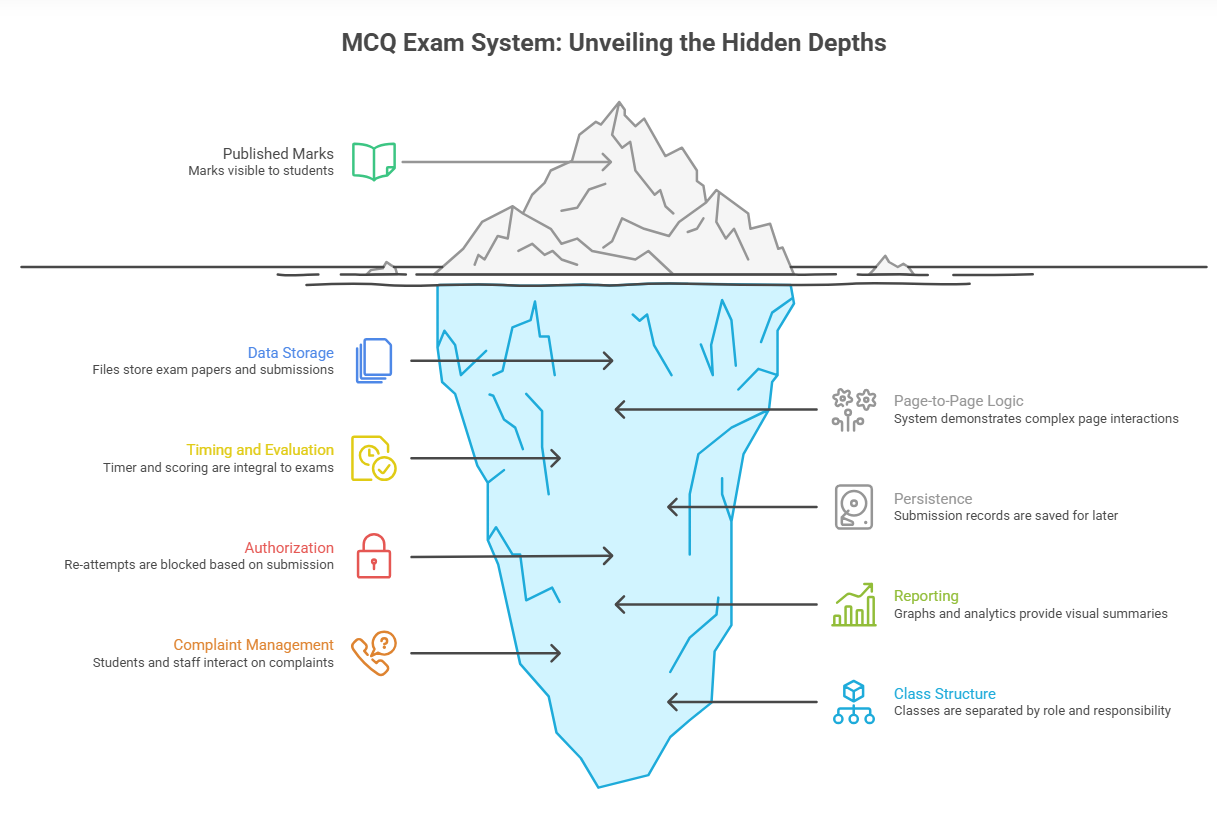 MCQ Exam System: Unveiling the Hidden Depths
Published Marks
Marks visible to students
Data Storage
Files store exam papers and submissions
Page-to-Page Logic
System demonstrates complex page interactions
Timing and Evaluation
Timer and scoring are integral to exams
Persistence
Submission records are saved for later
Authorization
Re-attempts are blocked based on submission
Reporting
Graphs and analytics provide visual summaries
Complaint Management
Students and staff interact on complaints
Class Structure
Classes are separated by role and responsibility